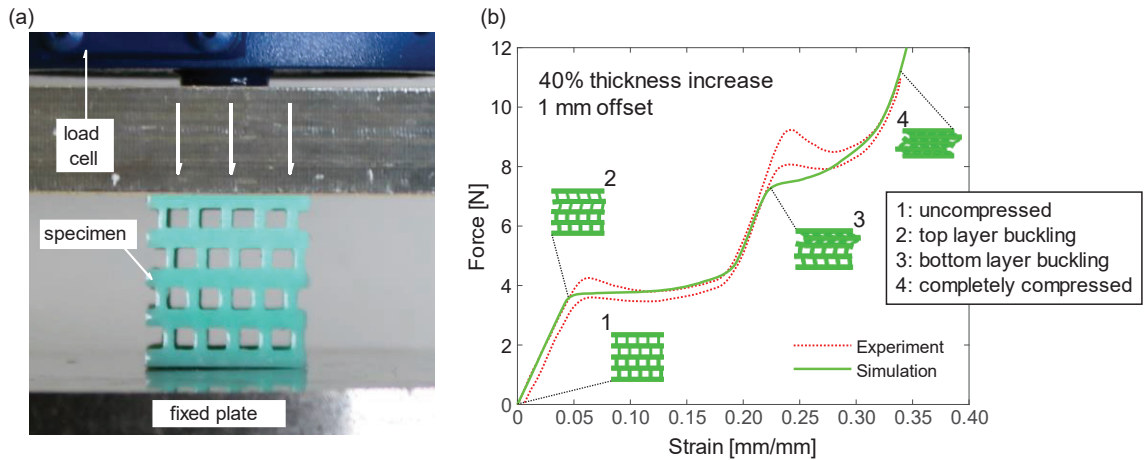 (a)
load
cell
specimen
fixed plate
(b)
40% thickness increase
1 mm offset
Force [N]
12
10
8
6
4
2
0
0
0.05
0.10
0.15
0.20
0.25
0.30
0.35
0.40
Strain [mm/mm]
1
2
3
4
Experiment
Simulation
1: uncompressed
2: top layer buckling
3: bottom layer buckling
4: completely compressed